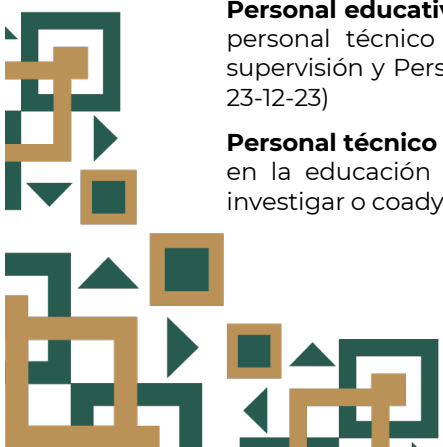 Personal educativ
personal técnico
supervisión y Pers
23-12-23)
Personal técnico
en la educación
investigar o coady